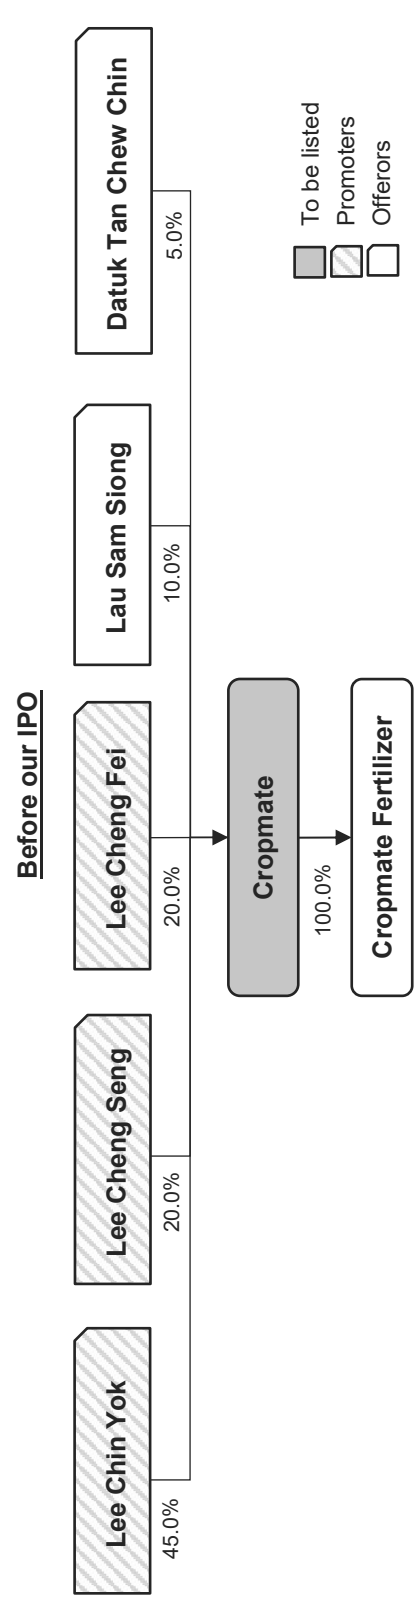 Before our IPO
Lee Chin Yok
Lee Cheng Seng
Lee Cheng Fei
Lau Sam Siong
Datuk Tan Chew Chin
45.0%
20.0%
20.0%
10.0%
5.0%
Cropmate
100.0%
Cropmate Fertilizer
To be listed
Promoters
Offerors